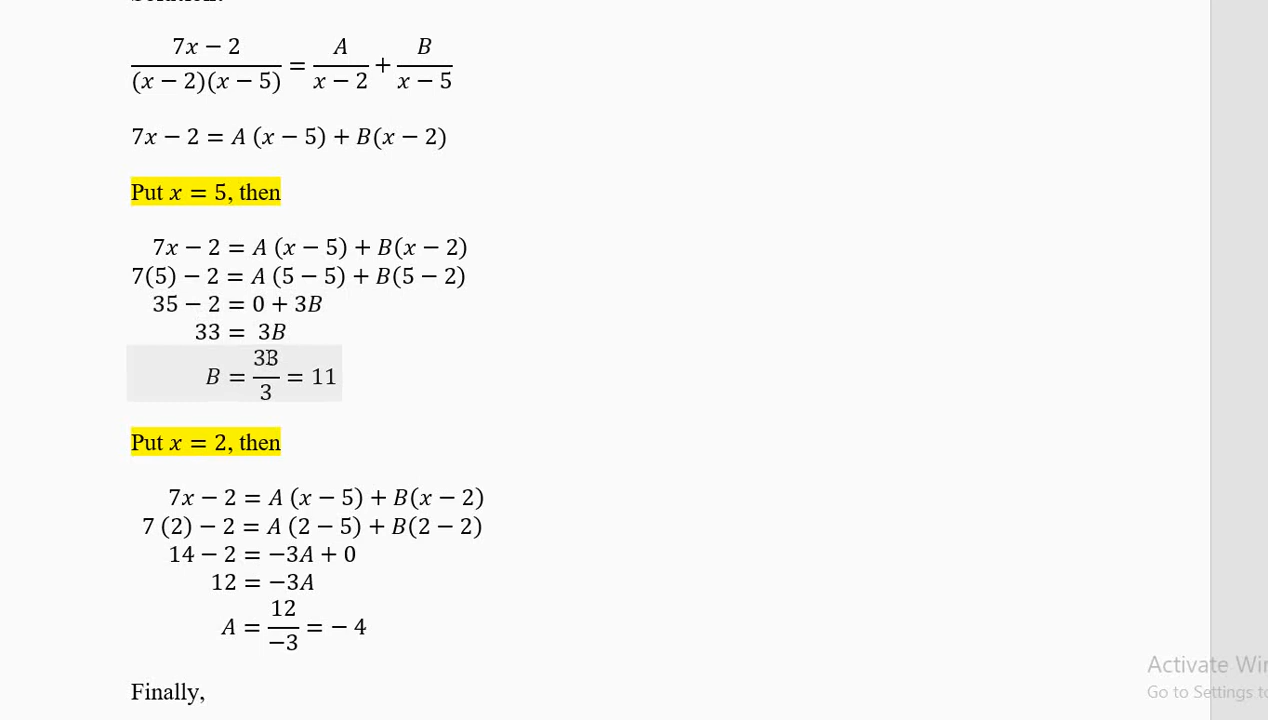 7x − 2 / (x − 2)(x − 5) = A / x − 2 + B / x − 5
7x − 2 = A (x − 5) + B(x − 2)
Put x = 5, then
7x − 2 = A (x − 5) + B(x − 2)
7(5) − 2 = A (5 − 5) + B(5 − 2)
35 − 2 = 0 + 3B
33 = 3B
B = 33 / 3 = 11
Put x = 2, then
7x − 2 = A (x − 5) + B(x − 2)
7 (2) − 2 = A (2 − 5) + B(2 − 2)
14 − 2 = −3A + 0
12 = −3A
A = 12 / −3 = − 4
Finally,
Activate Win
Go to Settings to